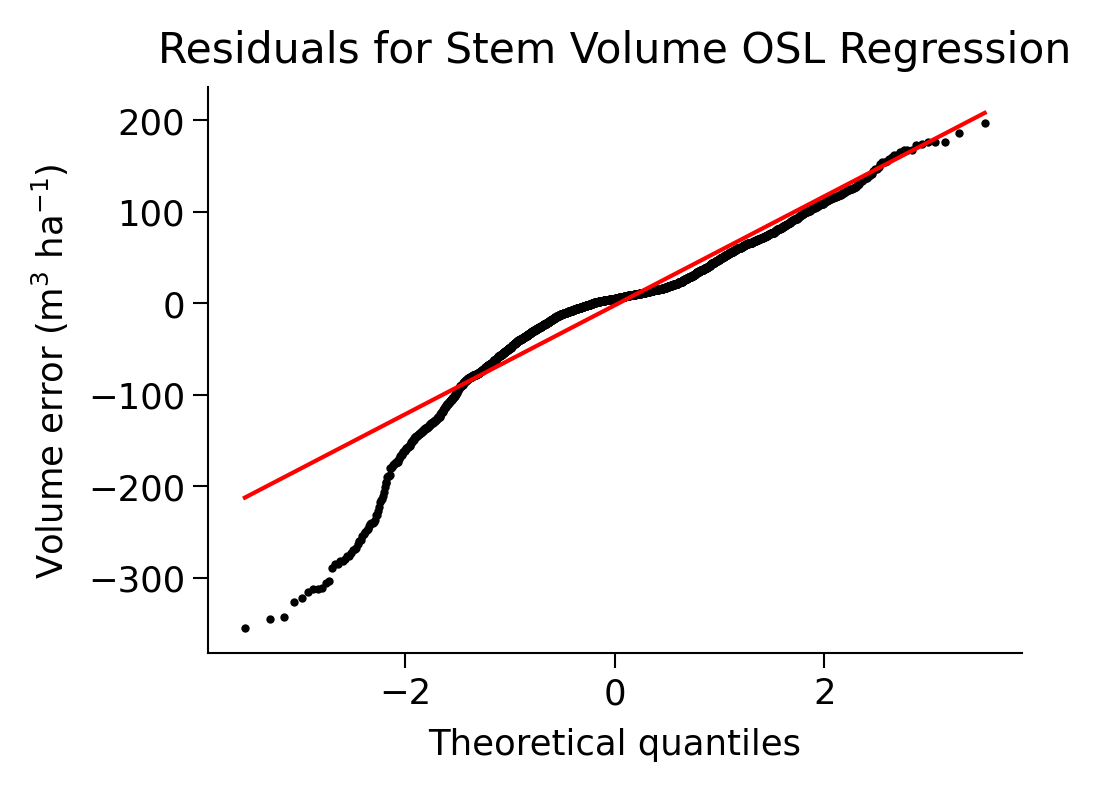 Residuals for Stem Volume OSL Regression
Volume error (m³ ha⁻¹)
200
100
0
−100
−200
−300
−2 0 2
Theoretical quantiles